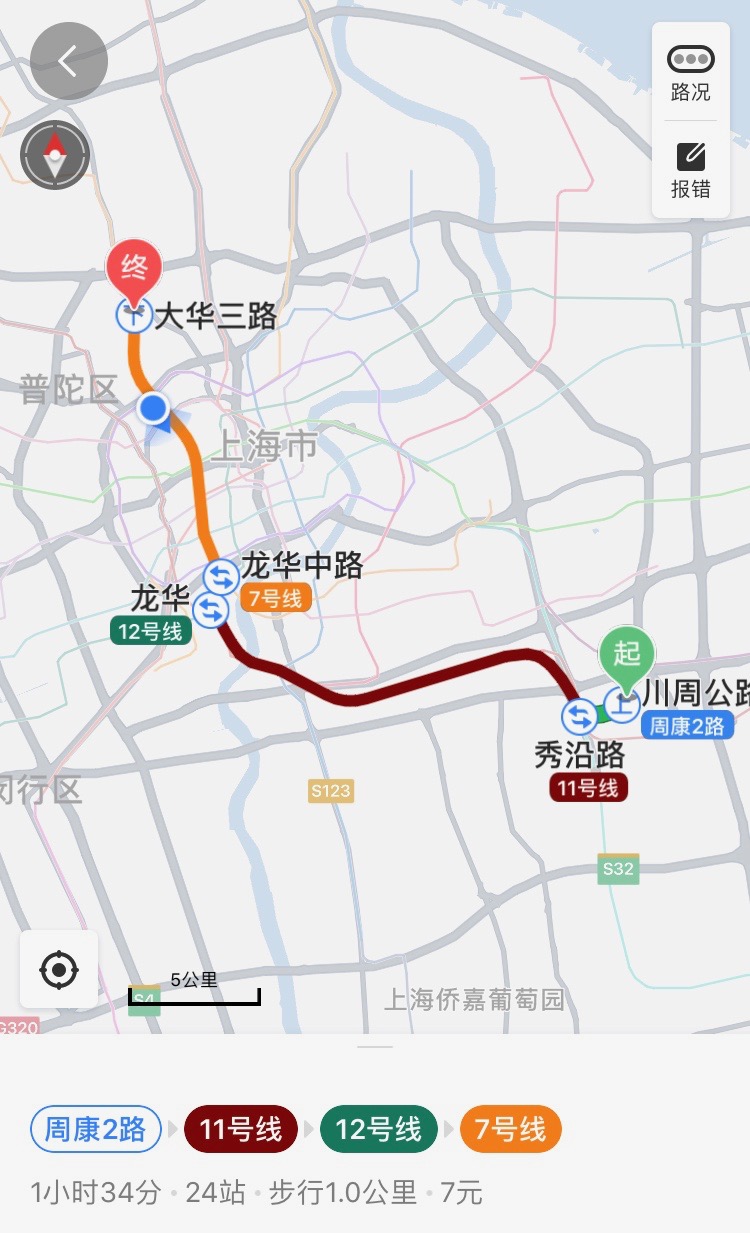 路况
报错
终
大华三路
普陀区
上海市
龙华中路
7号线
龙华
12号线
起
川周公路
周康2路
秀沿路
11号线
闵行区
S123
S32
5公里
S4
上海侨嘉葡萄园
G320
周康2路
11号线
12号线
7号线
1小时34分·24站·步行1.0公里·7元